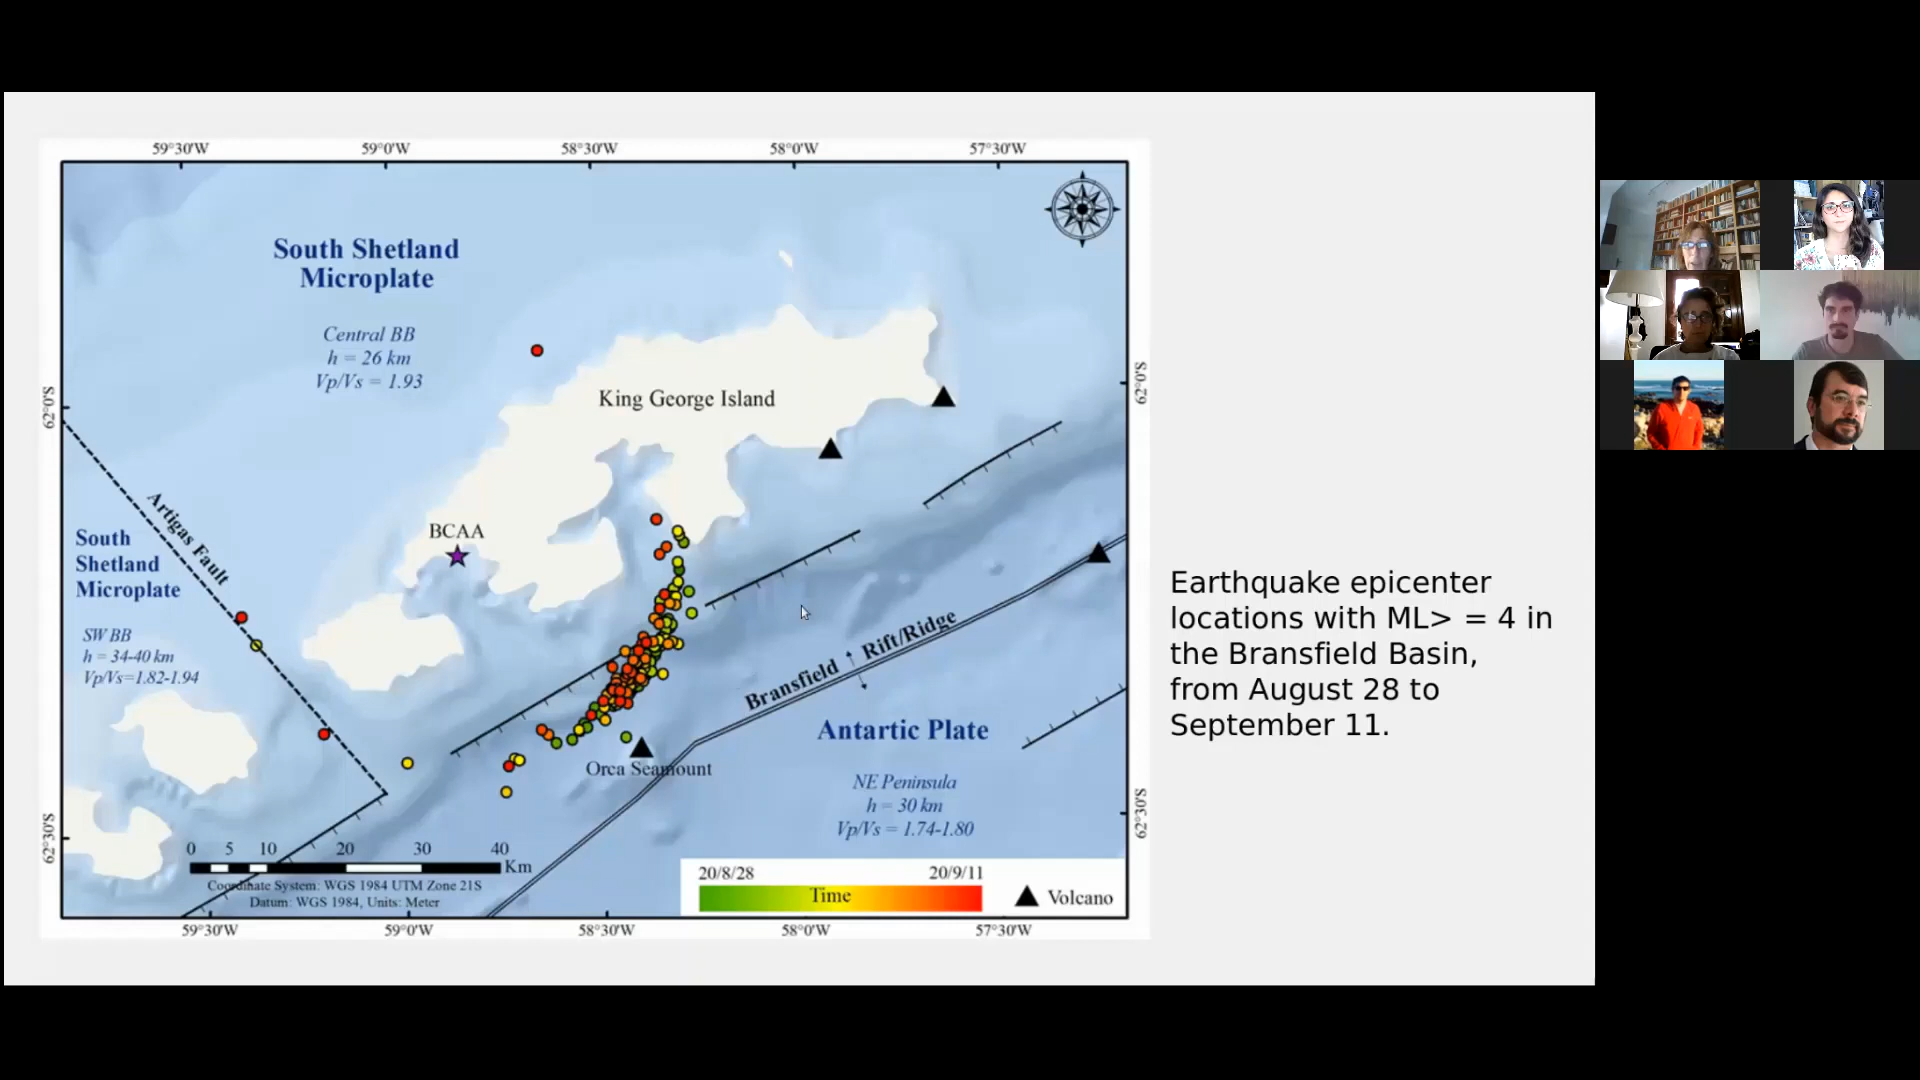 59°30'W 59°0'W 58°30'W 58°0'W 57°30'W
South Shetland
Microplate
Central BB
h = 26 km
Vp/Vs = 1.93
King George Island
62°0'S
62°0'S
Artigas Fault
BCAA
South
Shetland
Microplate
SW BB
h = 34-40 km
Vp/Vs=1.82-1.94
Bransfield Rift/Ridge
Antartic Plate
Orca Seamount
NE Peninsula
h = 30 km
Vp/Vs = 1.74-1.80
62°30'S
62°30'S
0 5 10 20 30 40
Km
Coordinate System: WGS 1984 UTM Zone 21S
Datum: WGS 1984, Units: Meter
20/8/28 20/9/11
Time
Volcano
59°30'W 59°0'W 58°30'W 58°0'W 57°30'W
Earthquake epicenter
locations with ML> = 4 in
the Bransfield Basin,
from August 28 to
September 11.